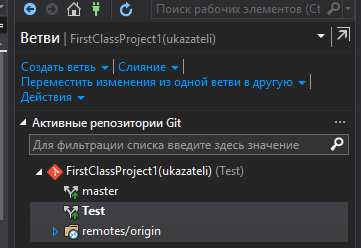 Поиск рабочих элементов (Ct
Ветви | FirstClassProject1(ukazateli)
Создать ветвь Слияние
Переместить изменения из одной ветви в другую
Действия
Активные репозитории Git
Для фильтрации списка введите здесь значение
FirstClassProject1(ukazateli) (Test)
master
Test
remotes/origin